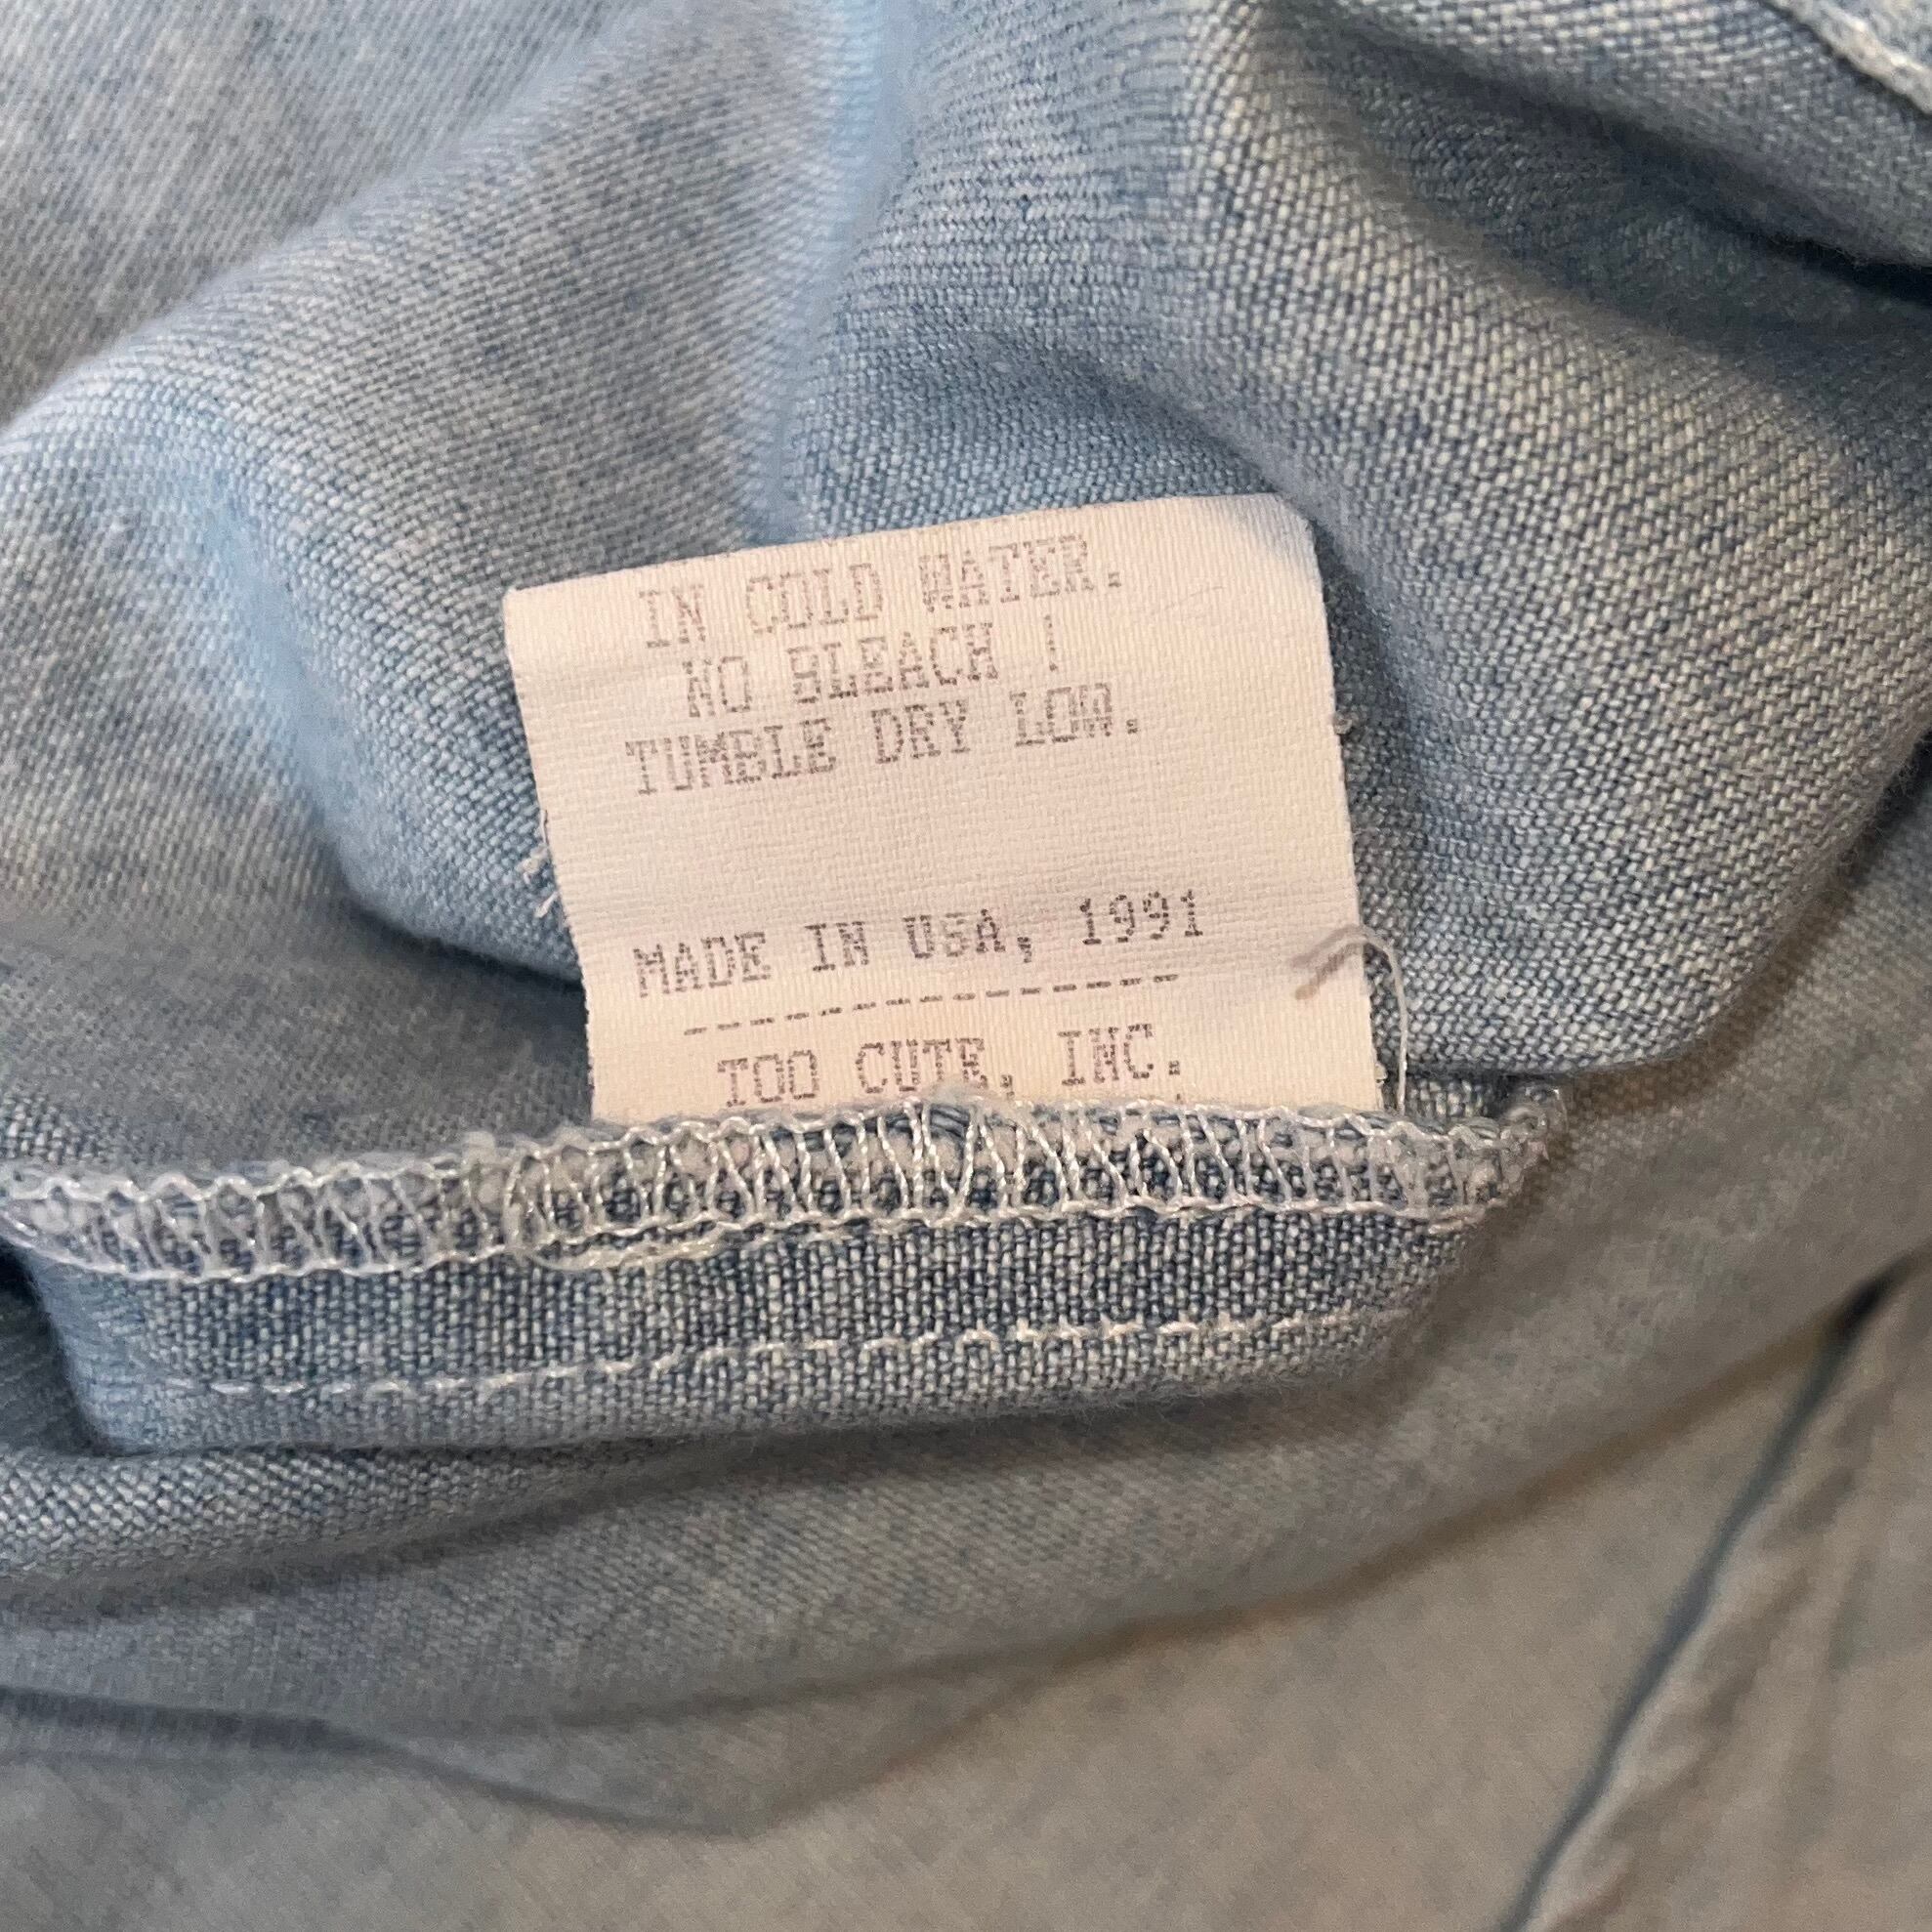 IN COLD WATER.
NO BLEACH !
TUMBLE DRY LOW.
MADE IN USA, 1991
---------------
TOO CUTE, INC.